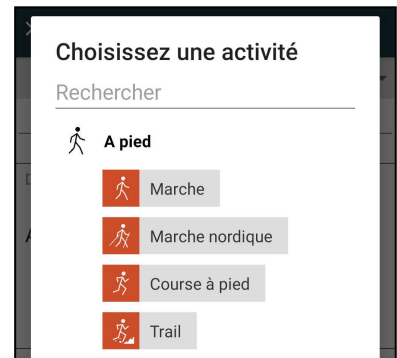 Choisissez une activité
Rechercher
A pied
Marche
Marche nordique
Course à pied
Trail